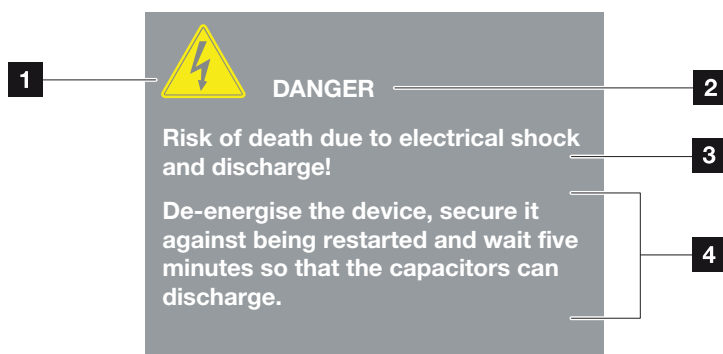 1
DANGER
2
Risk of death due to electrical shock
and discharge!
3
De-energise the device, secure it
against being restarted and wait five
minutes so that the capacitors can
discharge.
4